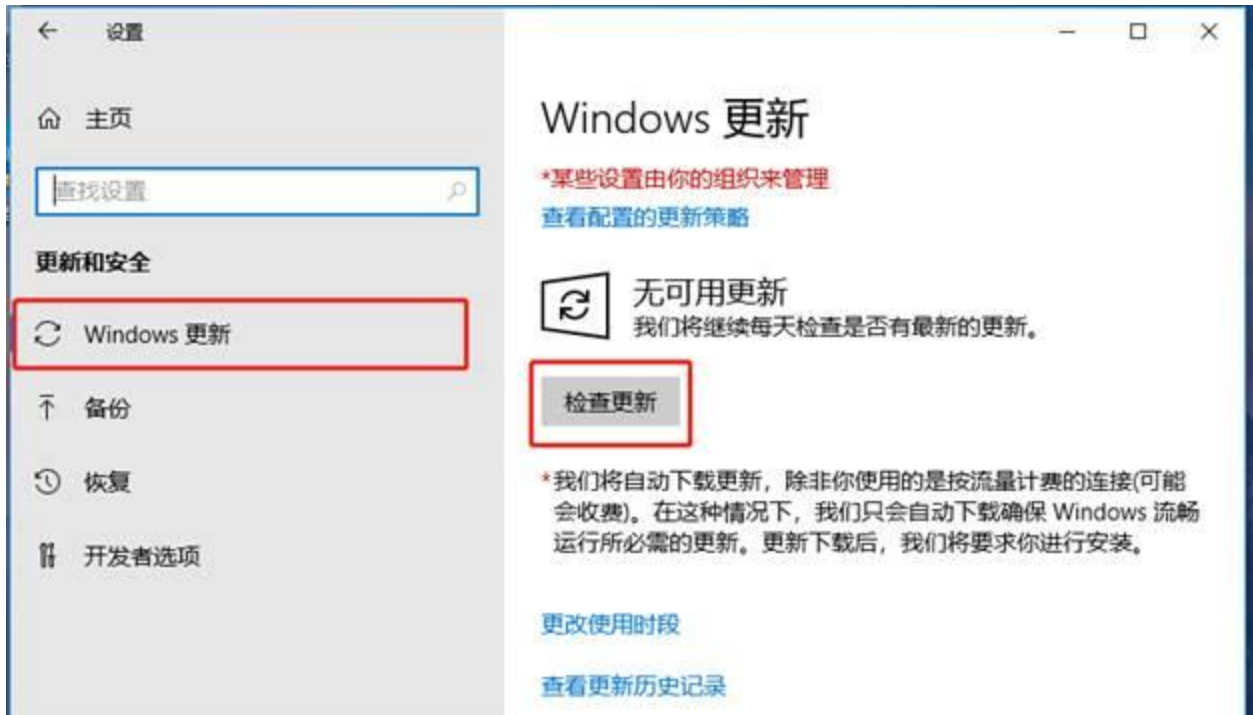 设置
主页
查找设置
更新和安全
Windows 更新
备份
恢复
开发者选项
Windows 更新
*某些设置由你的组织来管理
查看配置的更新策略
无可用更新
我们将继续每天检查是否有最新的更新。
检查更新
*我们将自动下载更新，除非你使用的是按流量计费的连接(可能
会收费)。在这种情况下，我们只会自动下载确保 Windows 流畅
运行所必需的更新。更新下载后，我们将要求你进行安装。
更改使用时段
查看更新历史记录